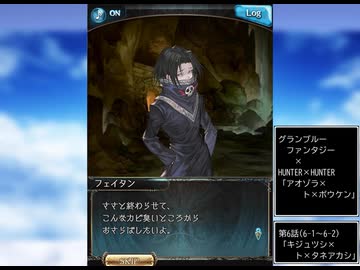 ON
Log
フェイタン
ささと終わらせて、
こんなカビ臭いところから
おさらばしたいよ。
SKIP
グランブルー
ファンタジー
×
HUNTER×HUNTER
「アオゾラ×
ト×ボウケン」
第6話(6-1～6-2)
「キジュツシ×
ト×タネアカシ」